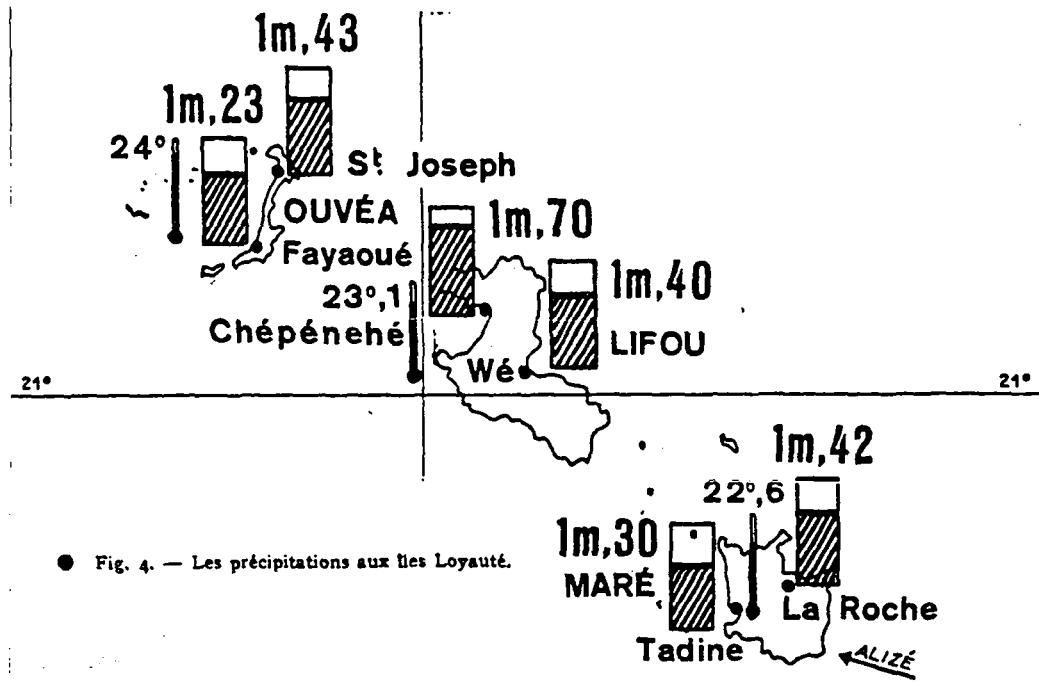 1m,43
1m,23
24°
St Joseph
OUVÉA
Fayaoué
1m,70
23°,1
1m,40
Chépénehé
LIFOU
Wé
21°
21°
1m,42
22°,6
1m,30
● Fig. 4. — Les précipitations aux îles Loyauté.
MARÉ
La Roche
Tadine
ALIZÉ